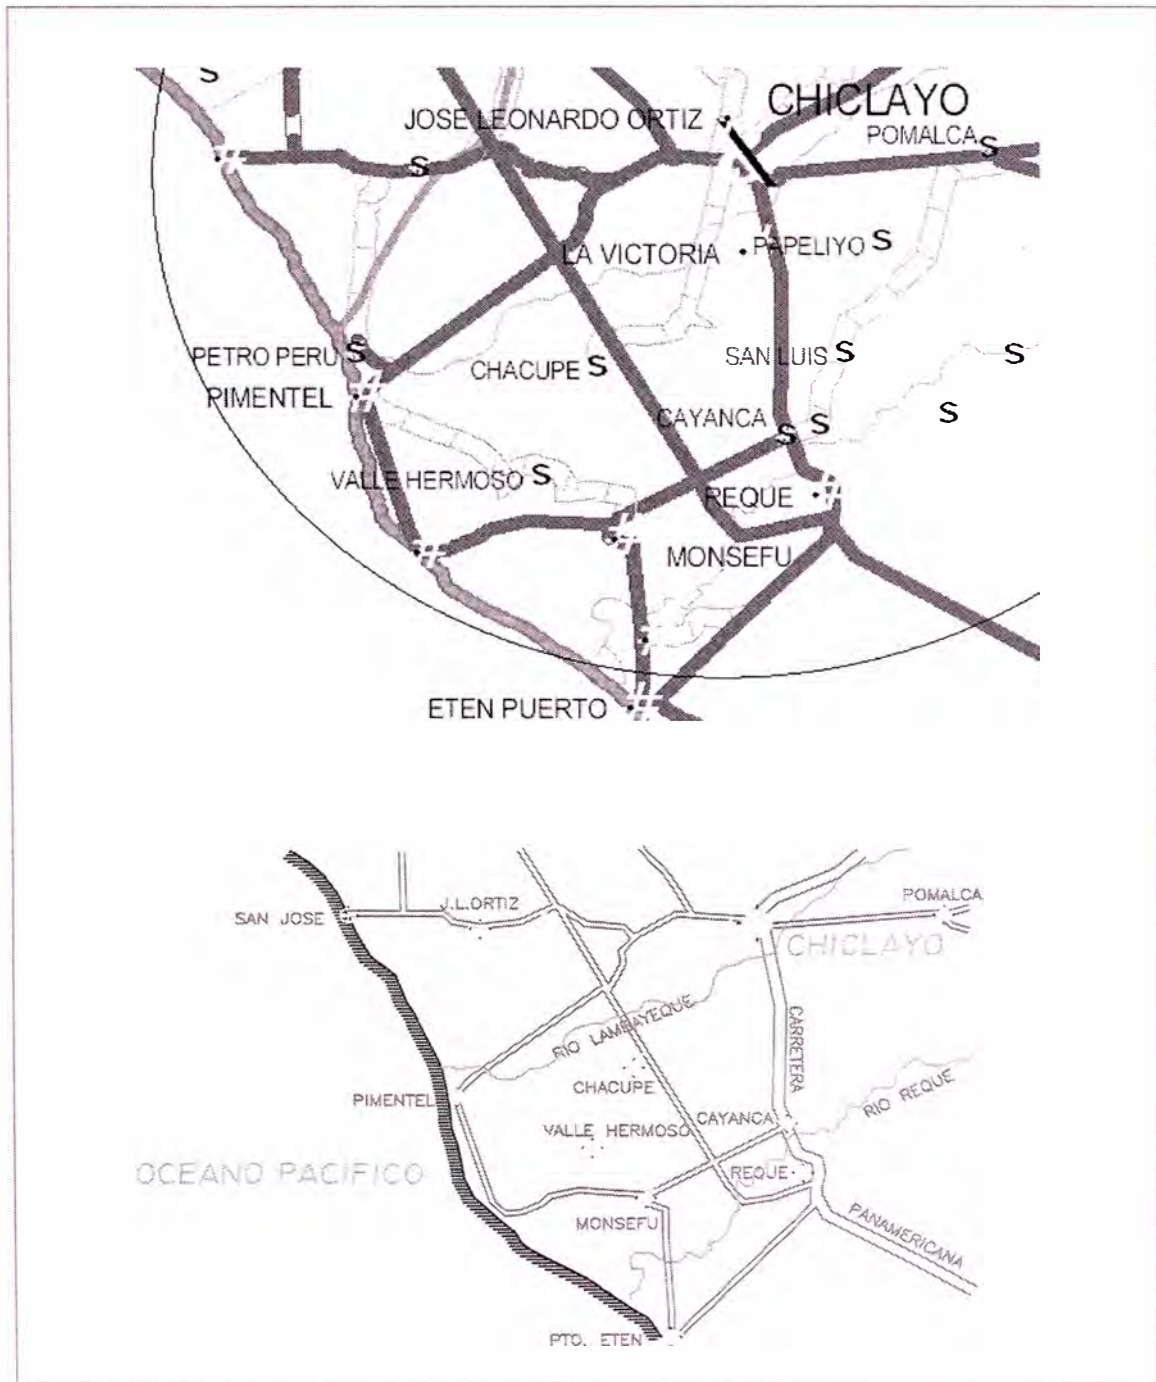 S
CHICLAYO
JOSE LEONARDO ORTIZ
POMALCA S
S
LA VICTORIA
PAPELIYO S
PETRO PERU S
CHACUPE S
SAN LUIS S
S
PIMENTEL
CAYANCA
S
S
S
VALLE HERMOSO S
REQUE
MONSEFU
ETEN PUERTO
POMALCA
J.L.ORTIZ
SAN JOSE
CHICLAYO
RIO LAMBAYEQUE
CARRETERA
CHACUPE
RIO REQUE
PIMENTEL
CAYANCA
VALLE HERMOSO
OCEANO PACIFICO
REQUE
MONSEFU
PANAMERICANA
PTO. ETEN